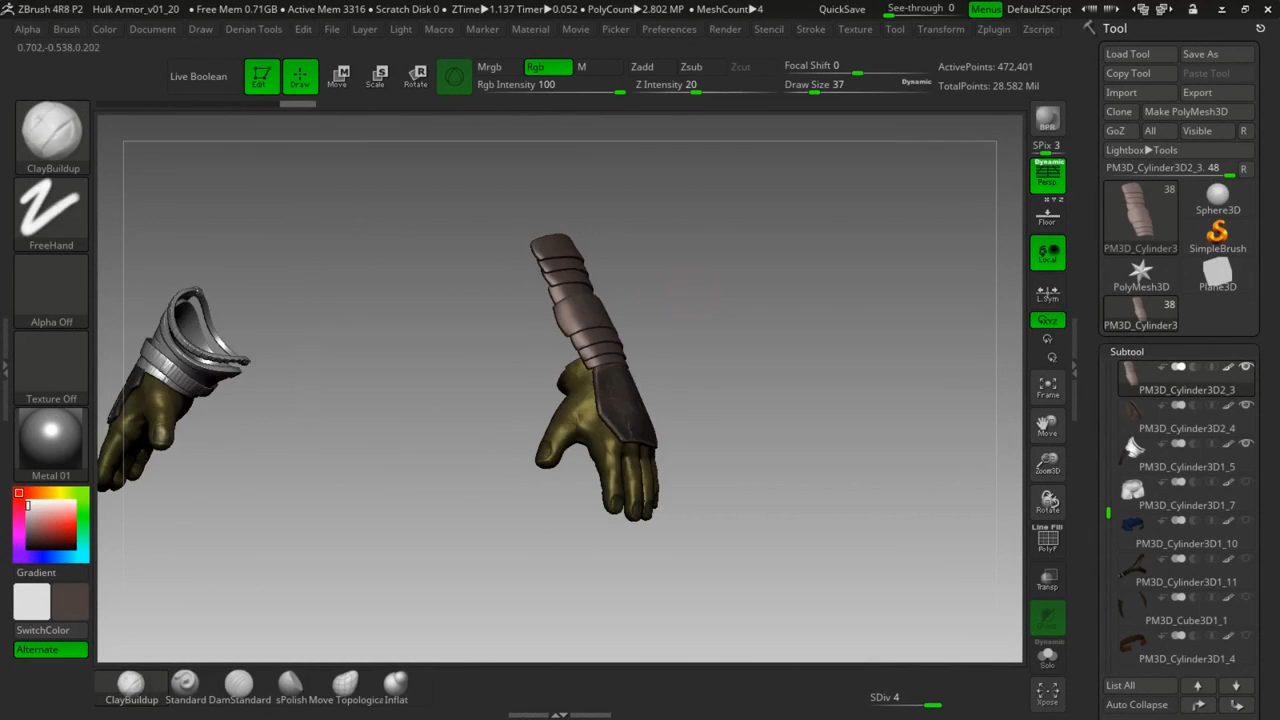 ZBrush 4R8 P2 Hulk Armor_v01_20 • Free Mem 0.71GB • Active Mem 3316 • Scratch Disk 0 • ZTime▶1.137 Timer▶0.052 • PolyCount▶2.802 MP • MeshCount▶4 QuickSave See-through 0 Menus DefaultZScript
Alpha Brush Color Document Draw Derian Tools Edit File Layer Light Macro Marker Material Movie Picker Preferences Render Stencil Stroke Texture Tool Transform Zplugin Zscript
0.702,-0.538,0.202
Live Boolean
Edit
Draw
Move
Scale
Rotate
Mrgb Rgb M
Rgb Intensity 100
Zadd Zsub Zcut
Z Intensity 20
Focal Shift 0
Draw Size 37 Dynamic
ActivePoints: 472,401
TotalPoints: 28.582 Mil
ClayBuildup
FreeHand
Alpha Off
Texture Off
Metal 01
Gradient
SwitchColor
Alternate
BPR
SPix 3
Dynamic
Persp
X Y Z
Floor
Local
L.Sym
XYZ
Frame
Move
Zoom3D
Rotate
Line Fill
PolyF
Transp
Ghost
Dynamic
Solo
Xpose
Tool
Load Tool Save As
Copy Tool Paste Tool
Import Export
Clone Make PolyMesh3D
GoZ All Visible R
Lightbox▶Tools
PM3D_Cylinder3D2_3. 48 R
38
PM3D_Cylinder3
Sphere3D
SimpleBrush
PolyMesh3D
Plane3D
38
PM3D_Cylinder3
Subtool
PM3D_Cylinder3D2_3
PM3D_Cylinder3D2_4
PM3D_Cylinder3D1_5
PM3D_Cylinder3D1_7
PM3D_Cylinder3D1_10
PM3D_Cylinder3D1_11
PM3D_Cube3D1_1
PM3D_Cylinder3D1_4
List All
Auto Collapse
ClayBuildup Standard DamStandard sPolish Move Topologica Inflat
SDiv 4